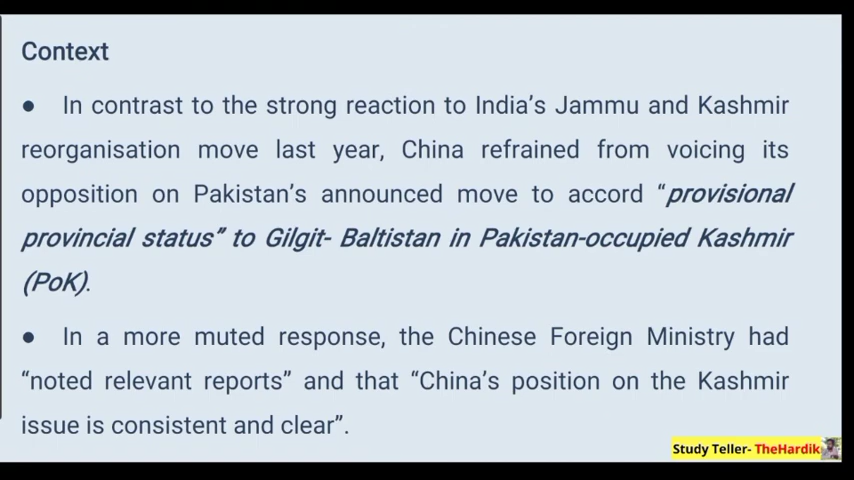 Context
● In contrast to the strong reaction to India's Jammu and Kashmir
reorganisation move last year, China refrained from voicing its
opposition on Pakistan's announced move to accord “provisional
provincial status” to Gilgit- Baltistan in Pakistan-occupied Kashmir
(PoK).
● In a more muted response, the Chinese Foreign Ministry had
“noted relevant reports” and that “China's position on the Kashmir
issue is consistent and clear”.
Study Teller- TheHardik